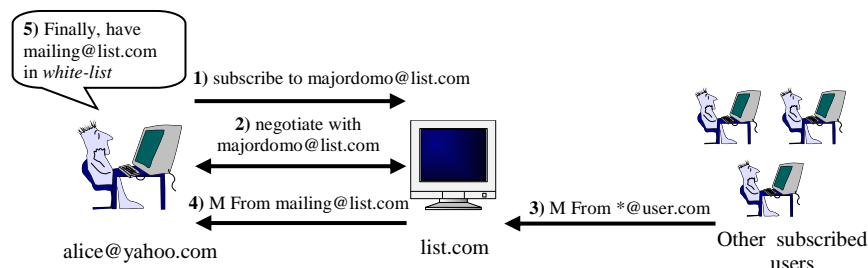 5) Finally, have
mailing@list.com
in white-list
1) subscribe to majordomo@list.com
2) negotiate with
majordomo@list.com
4) M From mailing@list.com
3) M From *@user.com
alice@yahoo.com
list.com
Other subscribed
users